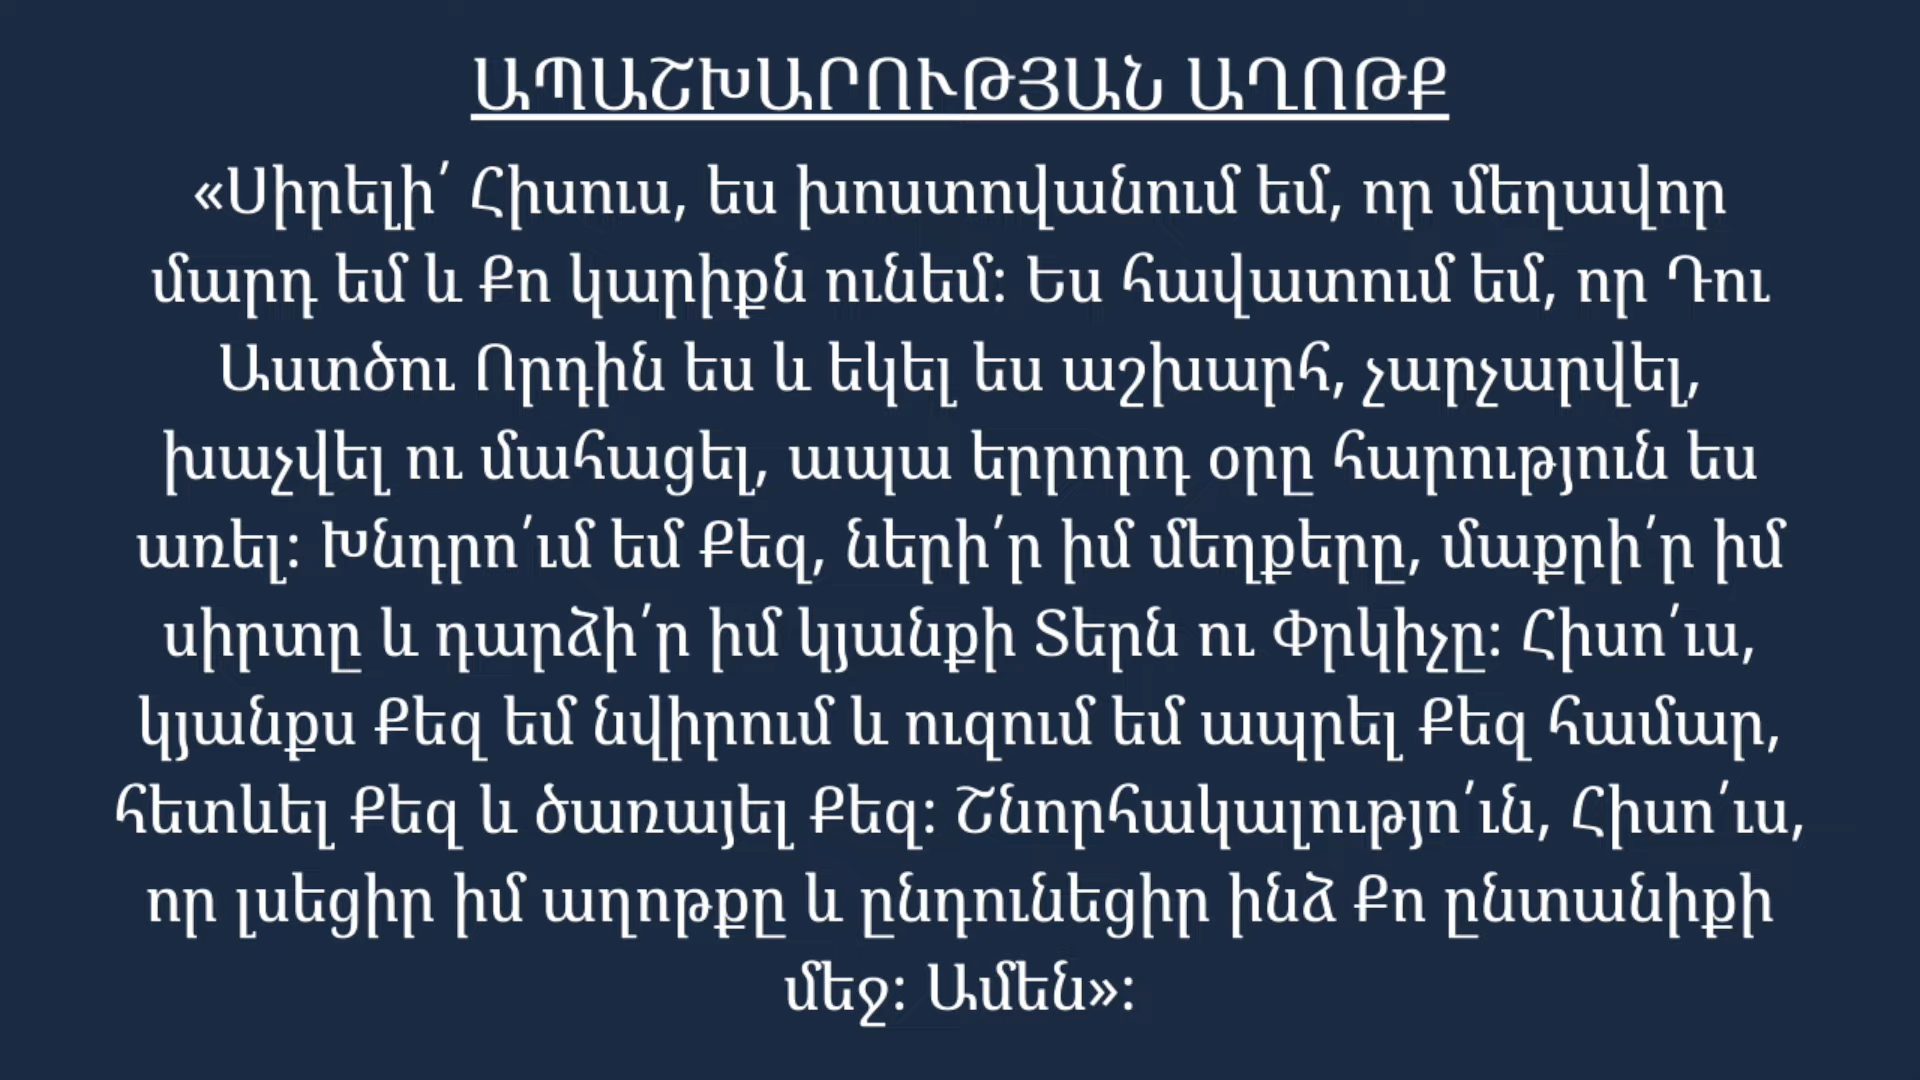 ԱՊԱՇԽԱՐՈՒԹՅԱՆ ԱՂՈԹՔ
«Սիրելի՛ Հիսուս, ես խոստովանում եմ, որ մեղավոր
մարդ եմ և Քո կարիքն ունեմ: Ես հավատում եմ, որ Դու
Աստծու Որդին ես և եկել ես աշխարհ, չարչարվել,
խաչվել ու մահացել, ապա երրորդ օրը հարություն ես
առել: Խնդրո՛ւմ եմ Քեզ, ների՛ր իմ մեղքերը, մաքրի՛ր իմ
սիրտը և դարձի՛ր իմ կյանքի Տերն ու Փրկիչը: Հիսո՛ւս,
կյանքս Քեզ եմ նվիրում և ուզում եմ ապրել Քեզ համար,
հետևել Քեզ և ծառայել Քեզ: Շնորհակալությո՛ւն, Հիսո՛ւս,
որ լսեցիր իմ աղոթքը և ընդունեցիր ինձ Քո ընտանիքի
մեջ: Ամեն»: